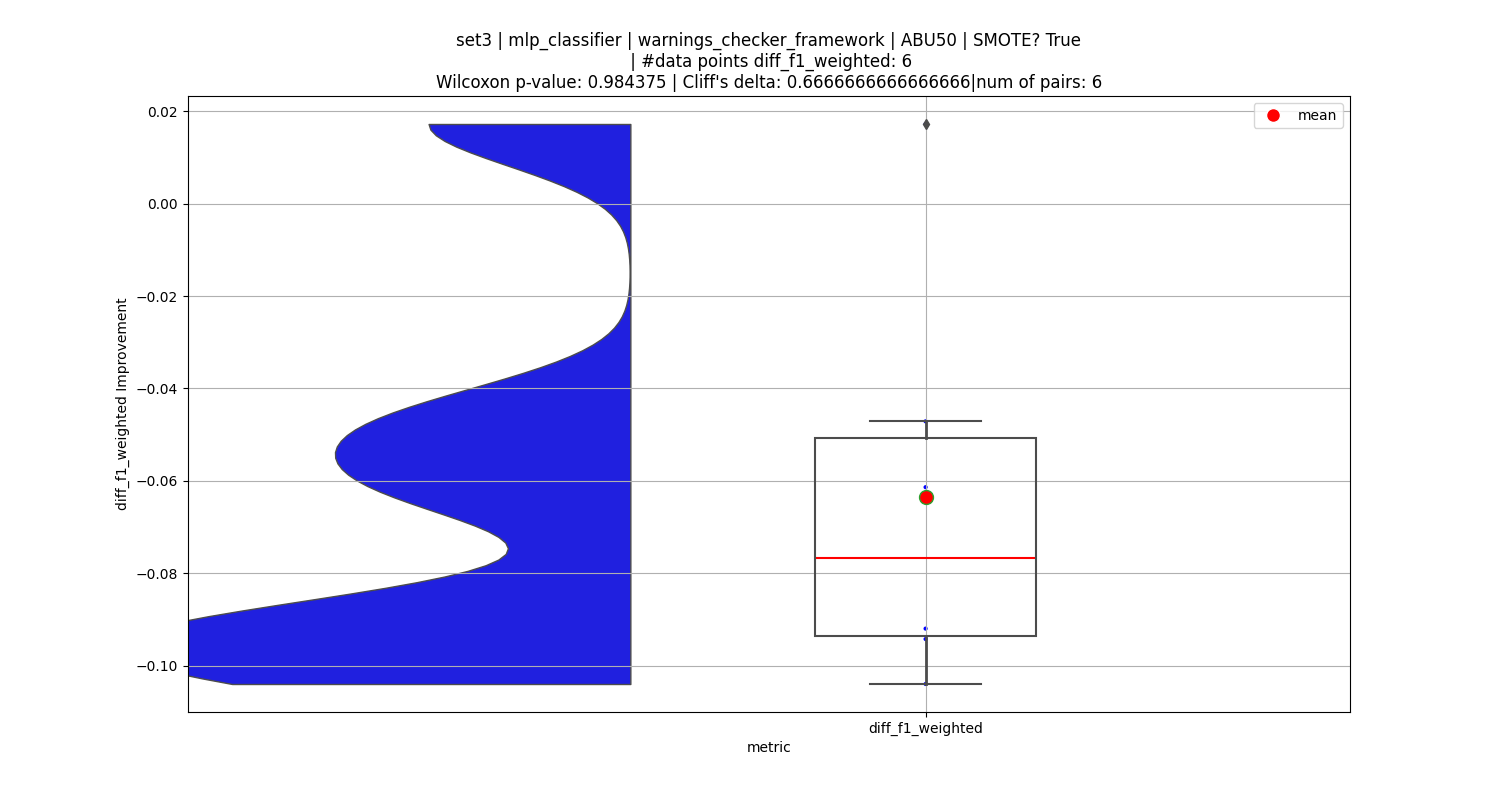 set3 | mlp_classifier | warnings_checker_framework | ABU50 | SMOTE? True
| #data points diff_f1_weighted: 6
Wilcoxon p-value: 0.984375 | Cliff's delta: 0.6666666666666666|num of pairs: 6
mean
0.02
0.00
−0.02
−0.04
−0.06
−0.08
−0.10
diff_f1_weighted Improvement
diff_f1_weighted
metric